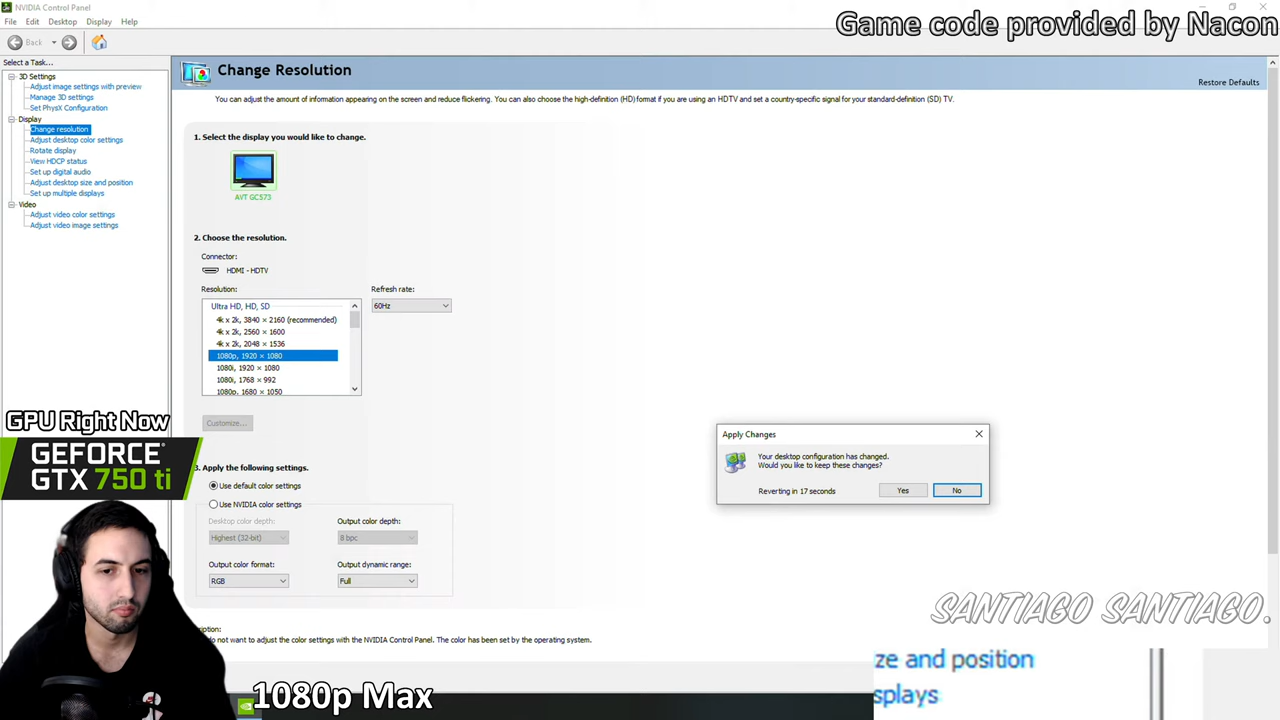 NVIDIA Control Panel
File Edit Desktop Display Help
Game code provided by Nacon
Back
Select a Task...
3D Settings
Adjust image settings with preview
Manage 3D settings
Set PhysX Configuration
Display
Change resolution
Adjust desktop color settings
Rotate display
View HDCP status
Set up digital audio
Adjust desktop size and position
Set up multiple displays
Video
Adjust video color settings
Adjust video image settings
Change Resolution
Restore Defaults
You can adjust the amount of information appearing on the screen and reduce flickering. You can also choose the high-definition (HD) format if you are using an HDTV and set a country-specific signal for your standard-definition (SD) TV.
1. Select the display you would like to change.
AVT GC573
2. Choose the resolution.
Connector:
HDMI - HDTV
Resolution:
Refresh rate:
60Hz
Ultra HD, HD, SD
4k x 2k, 3840 × 2160 (recommended)
4k x 2k, 2560 × 1600
4k x 2k, 2048 × 1536
1080p, 1920 × 1080
1080i, 1920 × 1080
1080i, 1768 × 992
1080p, 1680 × 1050
Customize...
3. Apply the following settings.
Use default color settings
Use NVIDIA color settings
Desktop color depth:
Output color depth:
Highest (32-bit)
8 bpc
Output color format:
Output dynamic range:
RGB
Full
ription:
do not want to adjust the color settings with the NVIDIA Control Panel. The color has been set by the operating system.
Apply Changes
Your desktop configuration has changed.
Would you like to keep these changes?
Reverting in 17 seconds
Yes
No
GPU Right Now
GEFORCE
GTX 750 ti
1080p Max
SANTIAGO SANTIAGO.
ze and position
splays